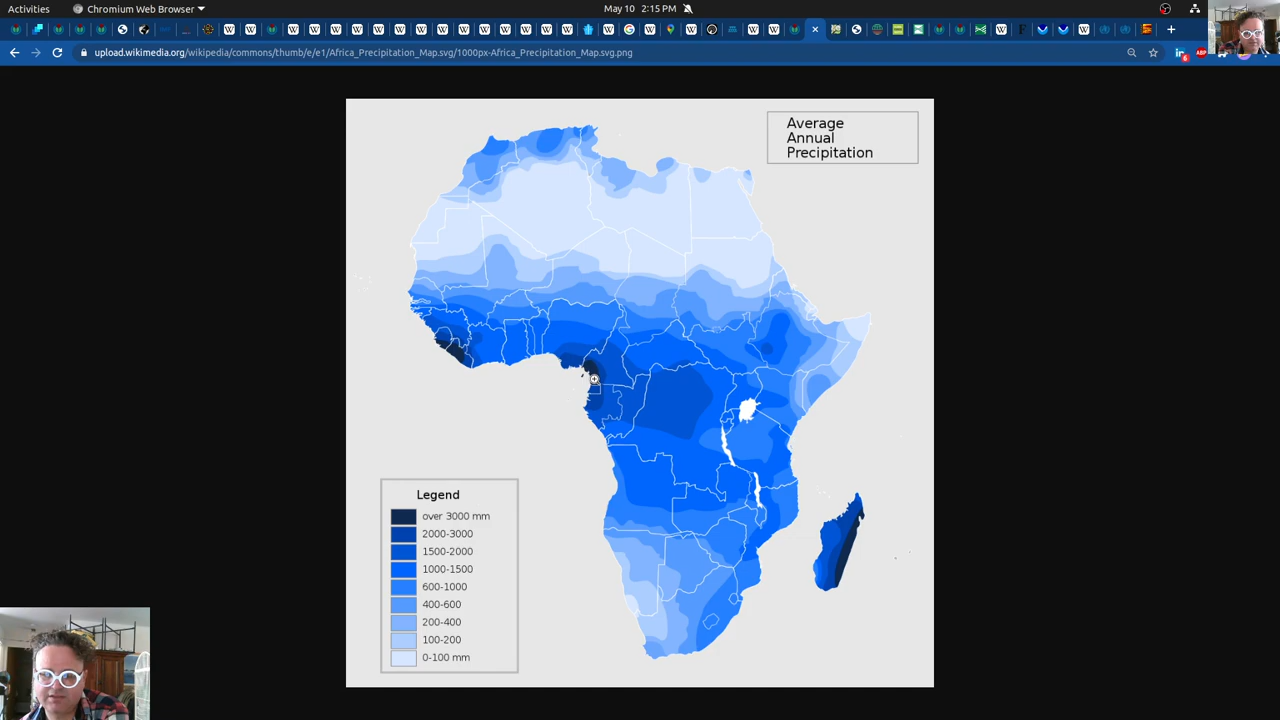 Activities
Chromium Web Browser
May 10 2:15 PM
upload.wikimedia.org/wikipedia/commons/thumb/e/e1/Africa_Precipitation_Map.svg/1000px-Africa_Precipitation_Map.svg.png
6
ABP
Average
Annual
Precipitation
Legend
over 3000 mm
2000-3000
1500-2000
1000-1500
600-1000
400-600
200-400
100-200
0-100 mm